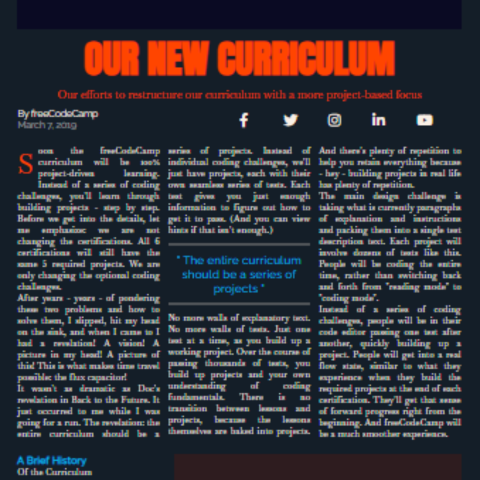 OUR NEW CURRICULUM
Our efforts to restructure our curriculum with a more project-based focus
By freeCodeCamp
March 7, 2019
Soon the freeCodeCamp
curriculum will be 100%
project-driven learning.
Instead of a series of coding
challenges, you'll learn through
building projects - step by step.
Before we get into the details, let
me emphasize: we are not
changing the certifications. All 6
certifications will still have the
same 5 required projects. We are
only changing the optional coding
challenges.
After years - years - of pondering
these two problems and how to
solve them, I slipped, hit my head
on the sink, and when I came to I
had a revelation! A vision! A
picture in my head! A picture of
this! This is what makes time travel
possible: the flux capacitor!
It wasn't as dramatic as Doc's
revelation in Back to the Future. It
just occurred to me while I was
going for a run. The revelation: the
entire curriculum should be a
series of projects. Instead of
individual coding challenges, we'll
just have projects, each with their
own seamless series of tests. Each
test gives you just enough
information to figure out how to
get it to pass. (And you can view
hints if that isn't enough.)
" The entire curriculum
should be a series of
projects "
No more walls of explanatory text.
No more walls of tests. Just one
test at a time, as you build up a
working project. Over the course of
passing thousands of tests, you
build up projects and your own
understanding of coding
fundamentals. There is no
transition between lessons and
projects, because the lessons
themselves are baked into projects.
And there's plenty of repetition to
help you retain everything because
- hey - building projects in real life
has plenty of repetition.
The main design challenge is
taking what is currently paragraphs
of explanation and instructions
and packing them into a single test
description text. Each project will
involve dozens of tests like this.
People will be coding the entire
time, rather than switching back
and forth from "reading mode" to
"coding mode".
Instead of a series of coding
challenges, people will be in their
code editor passing one test after
another, quickly building up a
project. People will get into a real
flow state, similar to what they
experience when they build the
required projects at the end of each
certification. They'll get that sense
of forward progress right from the
beginning. And freeCodeCamp will
be a much smoother experience.
A Brief History
Of the Curriculum